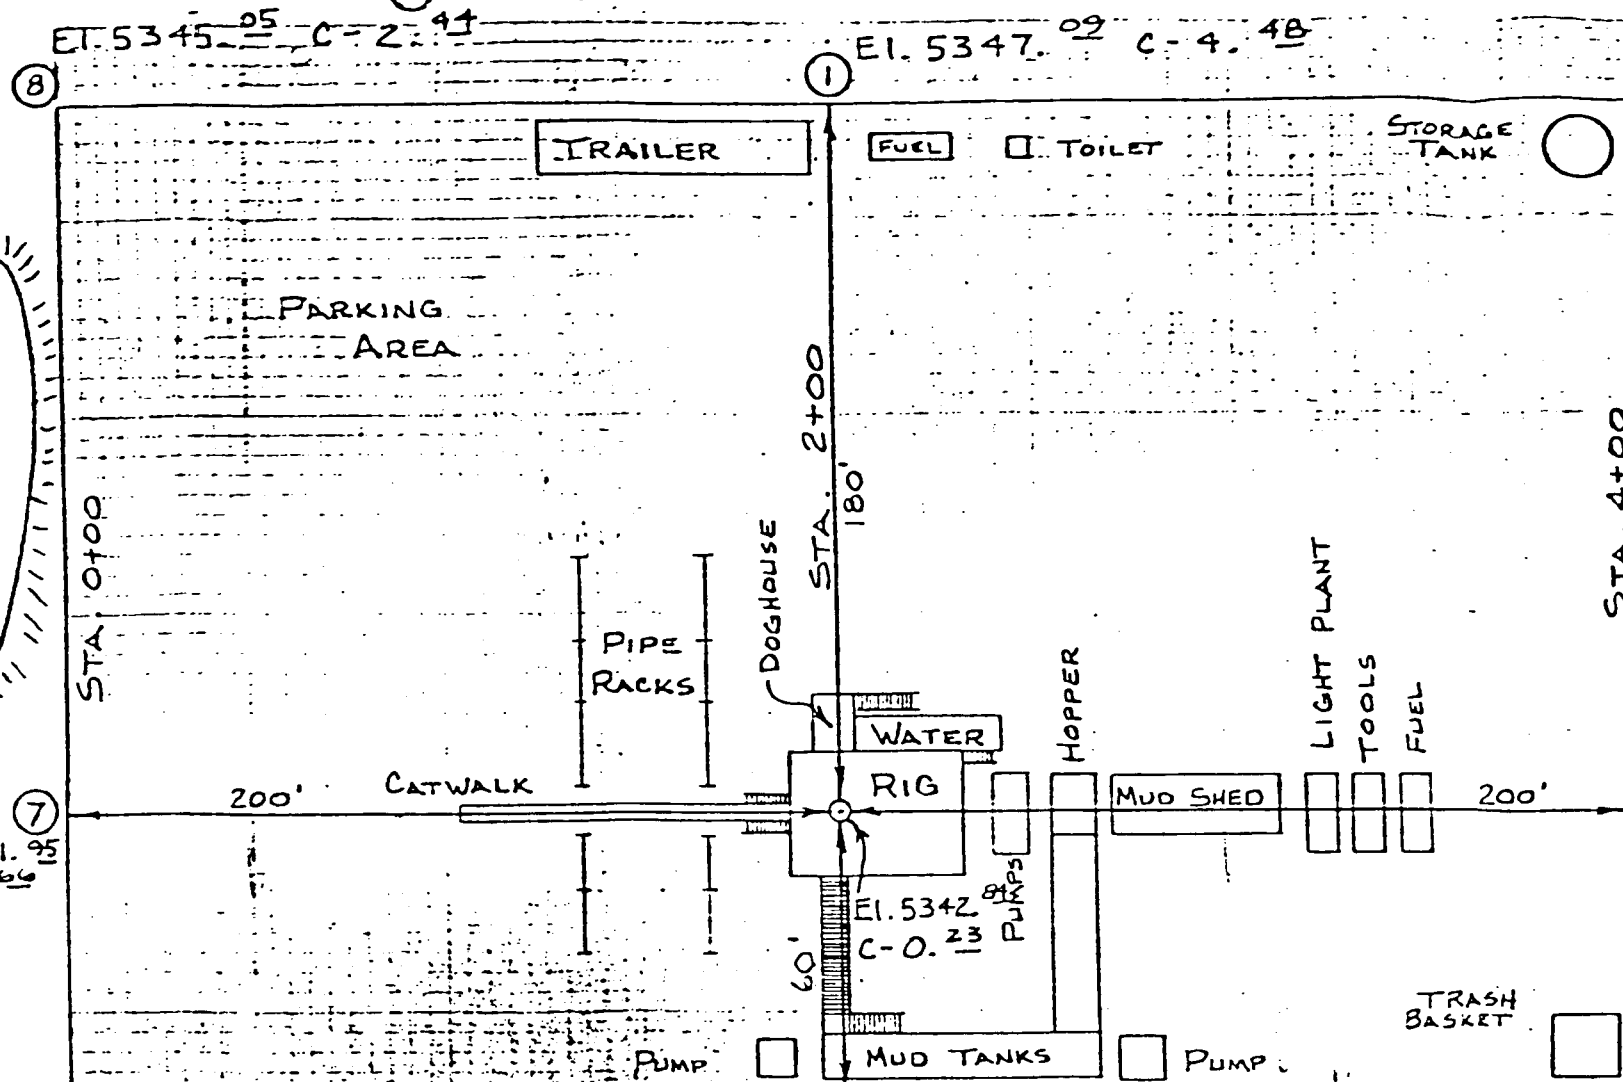 El. 5345.05 C-2.44
El. 5347.09 C-4.48
8
1
TRAILER
FUEL
TOILET
STORAGE
TANK
PARKING
AREA
STA. 2+00
180'
STA. 0+00
STA. 4+00
DOGHOUSE
PIPE
RACKS
WATER
HOPPER
LIGHT PLANT
TOOLS
FUEL
CATWALK
RIG
MUD SHED
7
200'
200'
El. 5342.84
C-0.23
PUMPS
60'
TRASH
BASKET
PUMP
MUD TANKS
PUMP